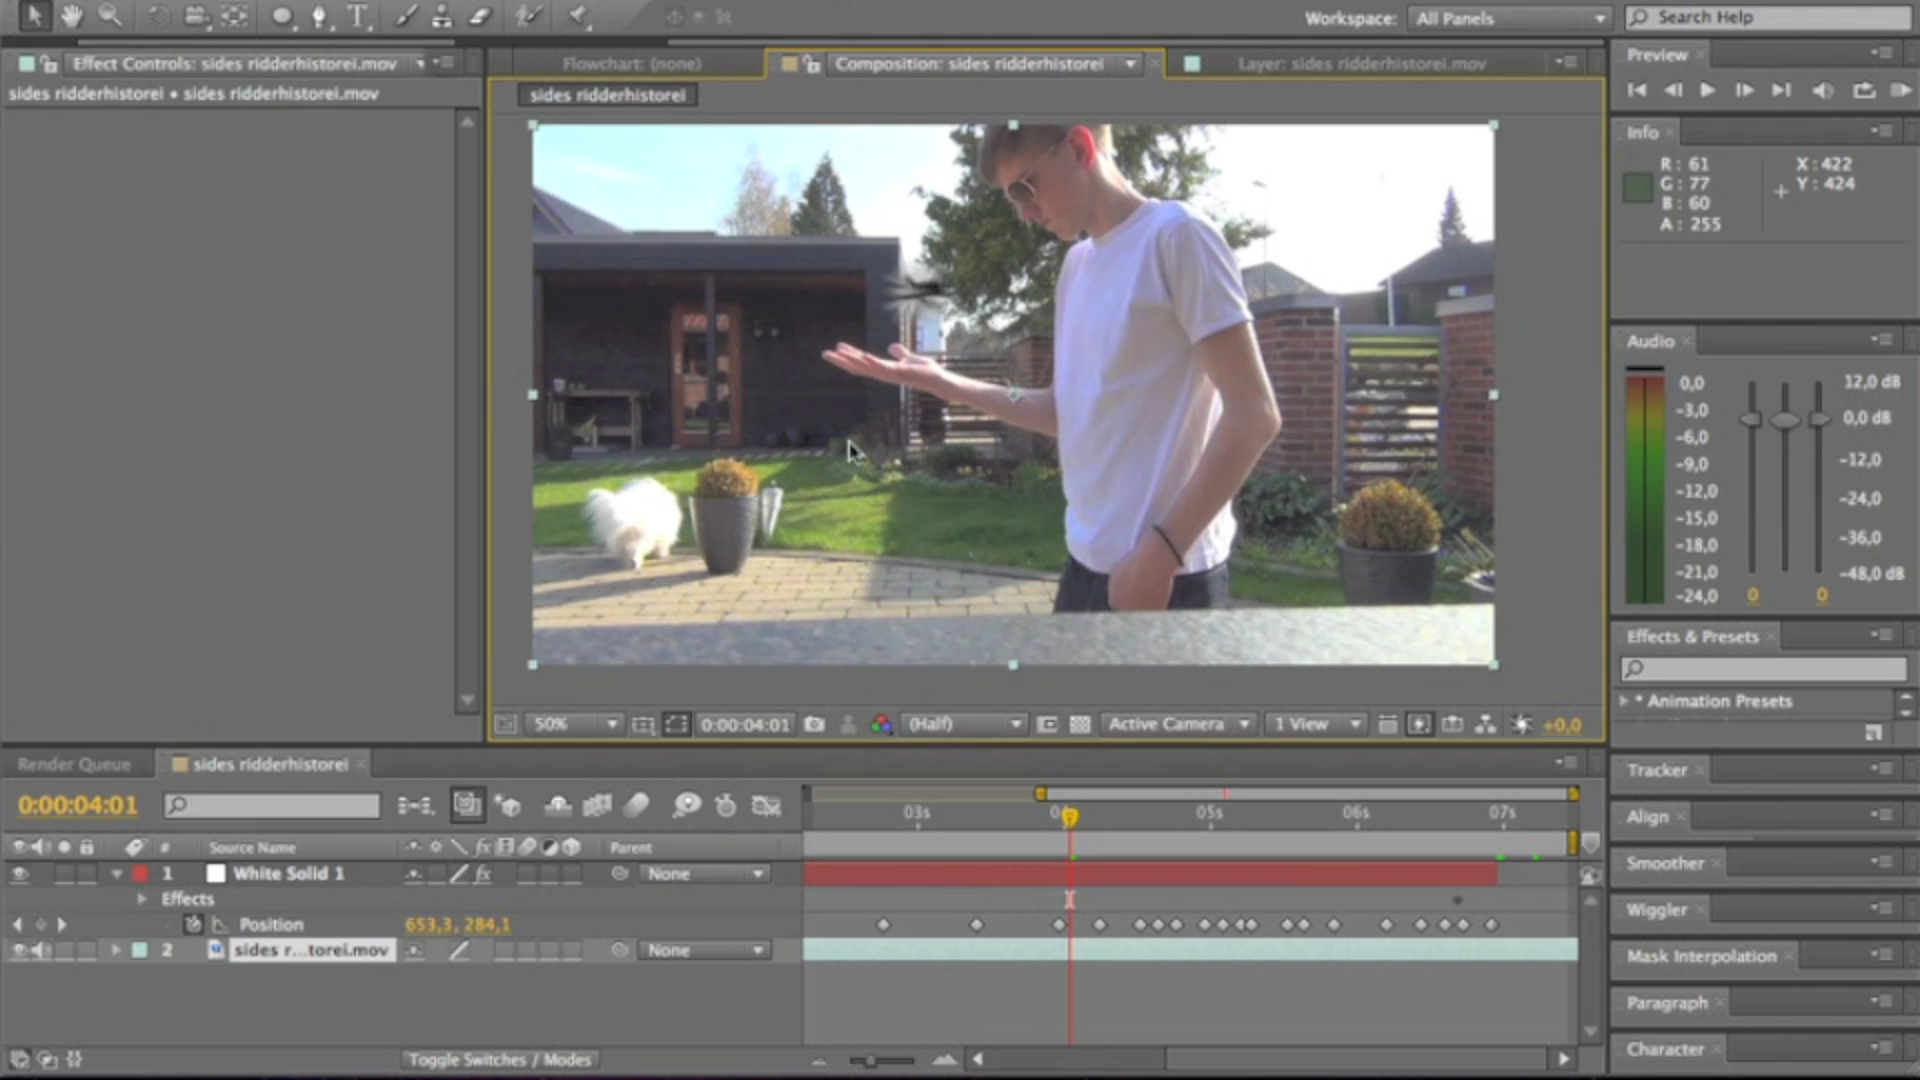 Workspace: All Panels
Search Help
Effect Controls: sides ridderhistorei.mov
Flowchart: (none)
Composition: sides ridderhistorei
Layer: sides ridderhistorei.mov
Preview
sides ridderhistorei • sides ridderhistorei.mov
sides ridderhistorei
Info
R: 61
G: 77
B: 60
A: 255
X: 422
Y: 424
Audio
0,0
-3,0
-6,0
-9,0
-12,0
-15,0
-18,0
-21,0
-24,0
12,0 dB
0,0 dB
-12,0
-24,0
-36,0
-48,0 dB
0
0
Effects & Presets
* Animation Presets
50%
0:00:04:01
(Half)
Active Camera
1 View
+0,0
Render Queue
sides ridderhistorei
Tracker
Align
Smoother
Wiggler
Mask Interpolation
Paragraph
Character
0:00:04:01
03s
05s
06s
07s
#
Source Name
fx
Parent
1
White Solid 1
fx
None
Effects
Position
653,3, 284,1
2
sides r...torei.mov
None
Toggle Switches / Modes